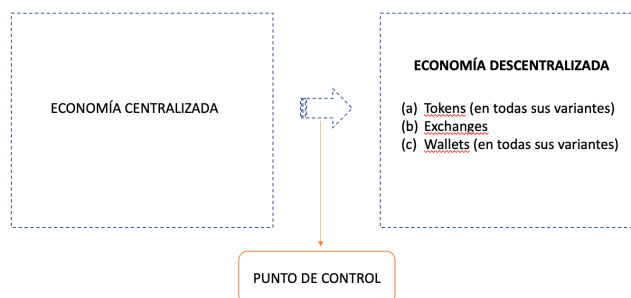 ECONOMÍA CENTRALIZADA
ECONOMÍA DESCENTRALIZADA
(a) Tokens (en todas sus variantes)
(b) Exchanges
(c) Wallets (en todas sus variantes)
PUNTO DE CONTROL